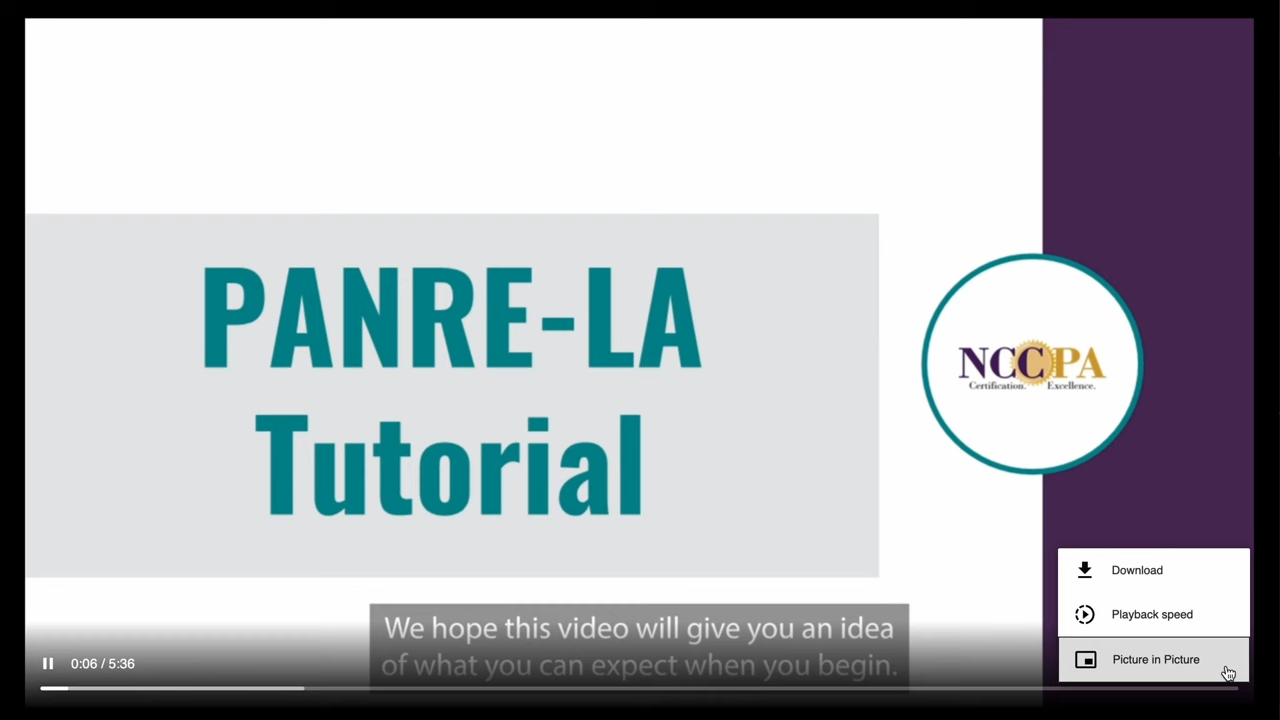 PANRE-LA
Tutorial
NCCPA
Certification. Excellence.
Download
Playback speed
Picture in Picture
We hope this video will give you an idea
of what you can expect when you begin.
0:06 / 5:36